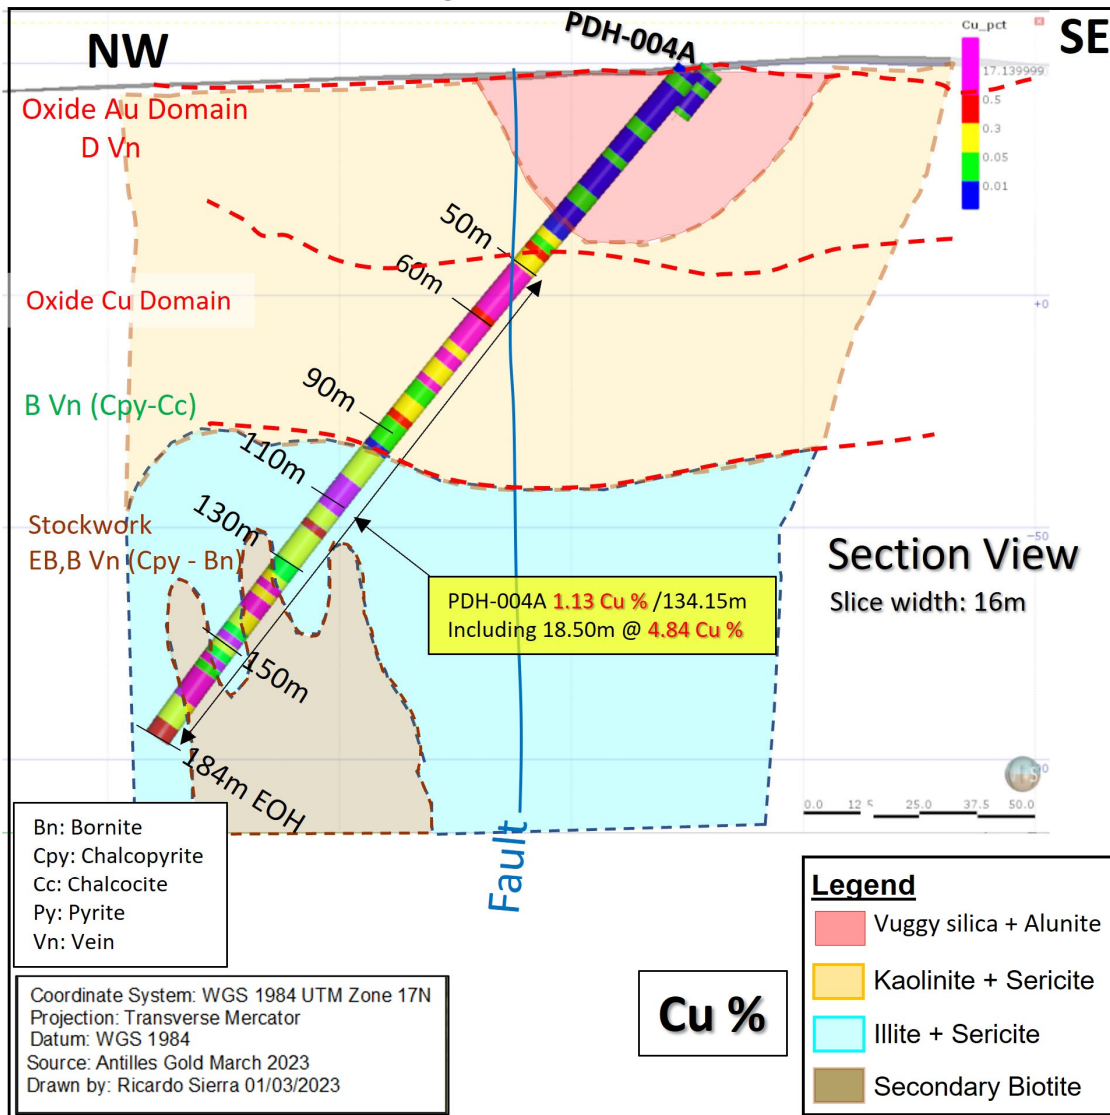 NW
PDH-004A
SE
Cu_pct
17.139999
0.5
0.3
0.05
0.01
Oxide Au Domain
D Vn
50m
60m
Oxide Cu Domain
+0
90m
B Vn (Cpy-Cc)
110m
130m
Stockwork
EB,B Vn (Cpy - Bn)
-50
Section View
Slice width: 16m
PDH-004A 1.13 Cu % /134.15m
Including 18.50m @ 4.84 Cu %
150m
184m EOH
0.0
25.0
37.5
50.0
Fault
Bn: Bornite
Cpy: Chalcopyrite
Cc: Chalcocite
Py: Pyrite
Vn: Vein
Legend
Vuggy silica + Alunite
Kaolinite + Sericite
Illite + Sericite
Secondary Biotite
Cu %
Coordinate System: WGS 1984 UTM Zone 17N
Projection: Transverse Mercator
Datum: WGS 1984
Source: Antilles Gold March 2023
Drawn by: Ricardo Sierra 01/03/2023